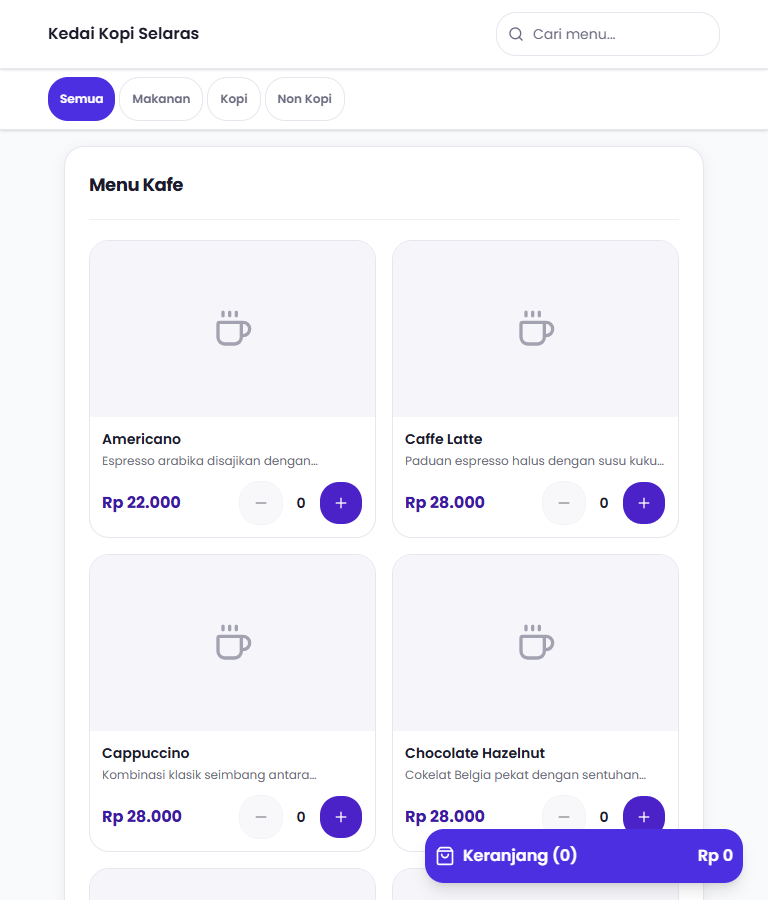 Kedai Kopi Selaras
Cari menu...
Semua
Makanan
Kopi
Non Kopi
Menu Kafe
Americano
Espresso arabika disajikan dengan...
Rp 22.000
0
Caffe Latte
Paduan espresso halus dengan susu kuku...
Rp 28.000
0
Cappuccino
Kombinasi klasik seimbang antara...
Rp 28.000
0
Chocolate Hazelnut
Cokelat Belgia pekat dengan sentuhan...
Rp 28.000
0
Keranjang (0)
Rp 0